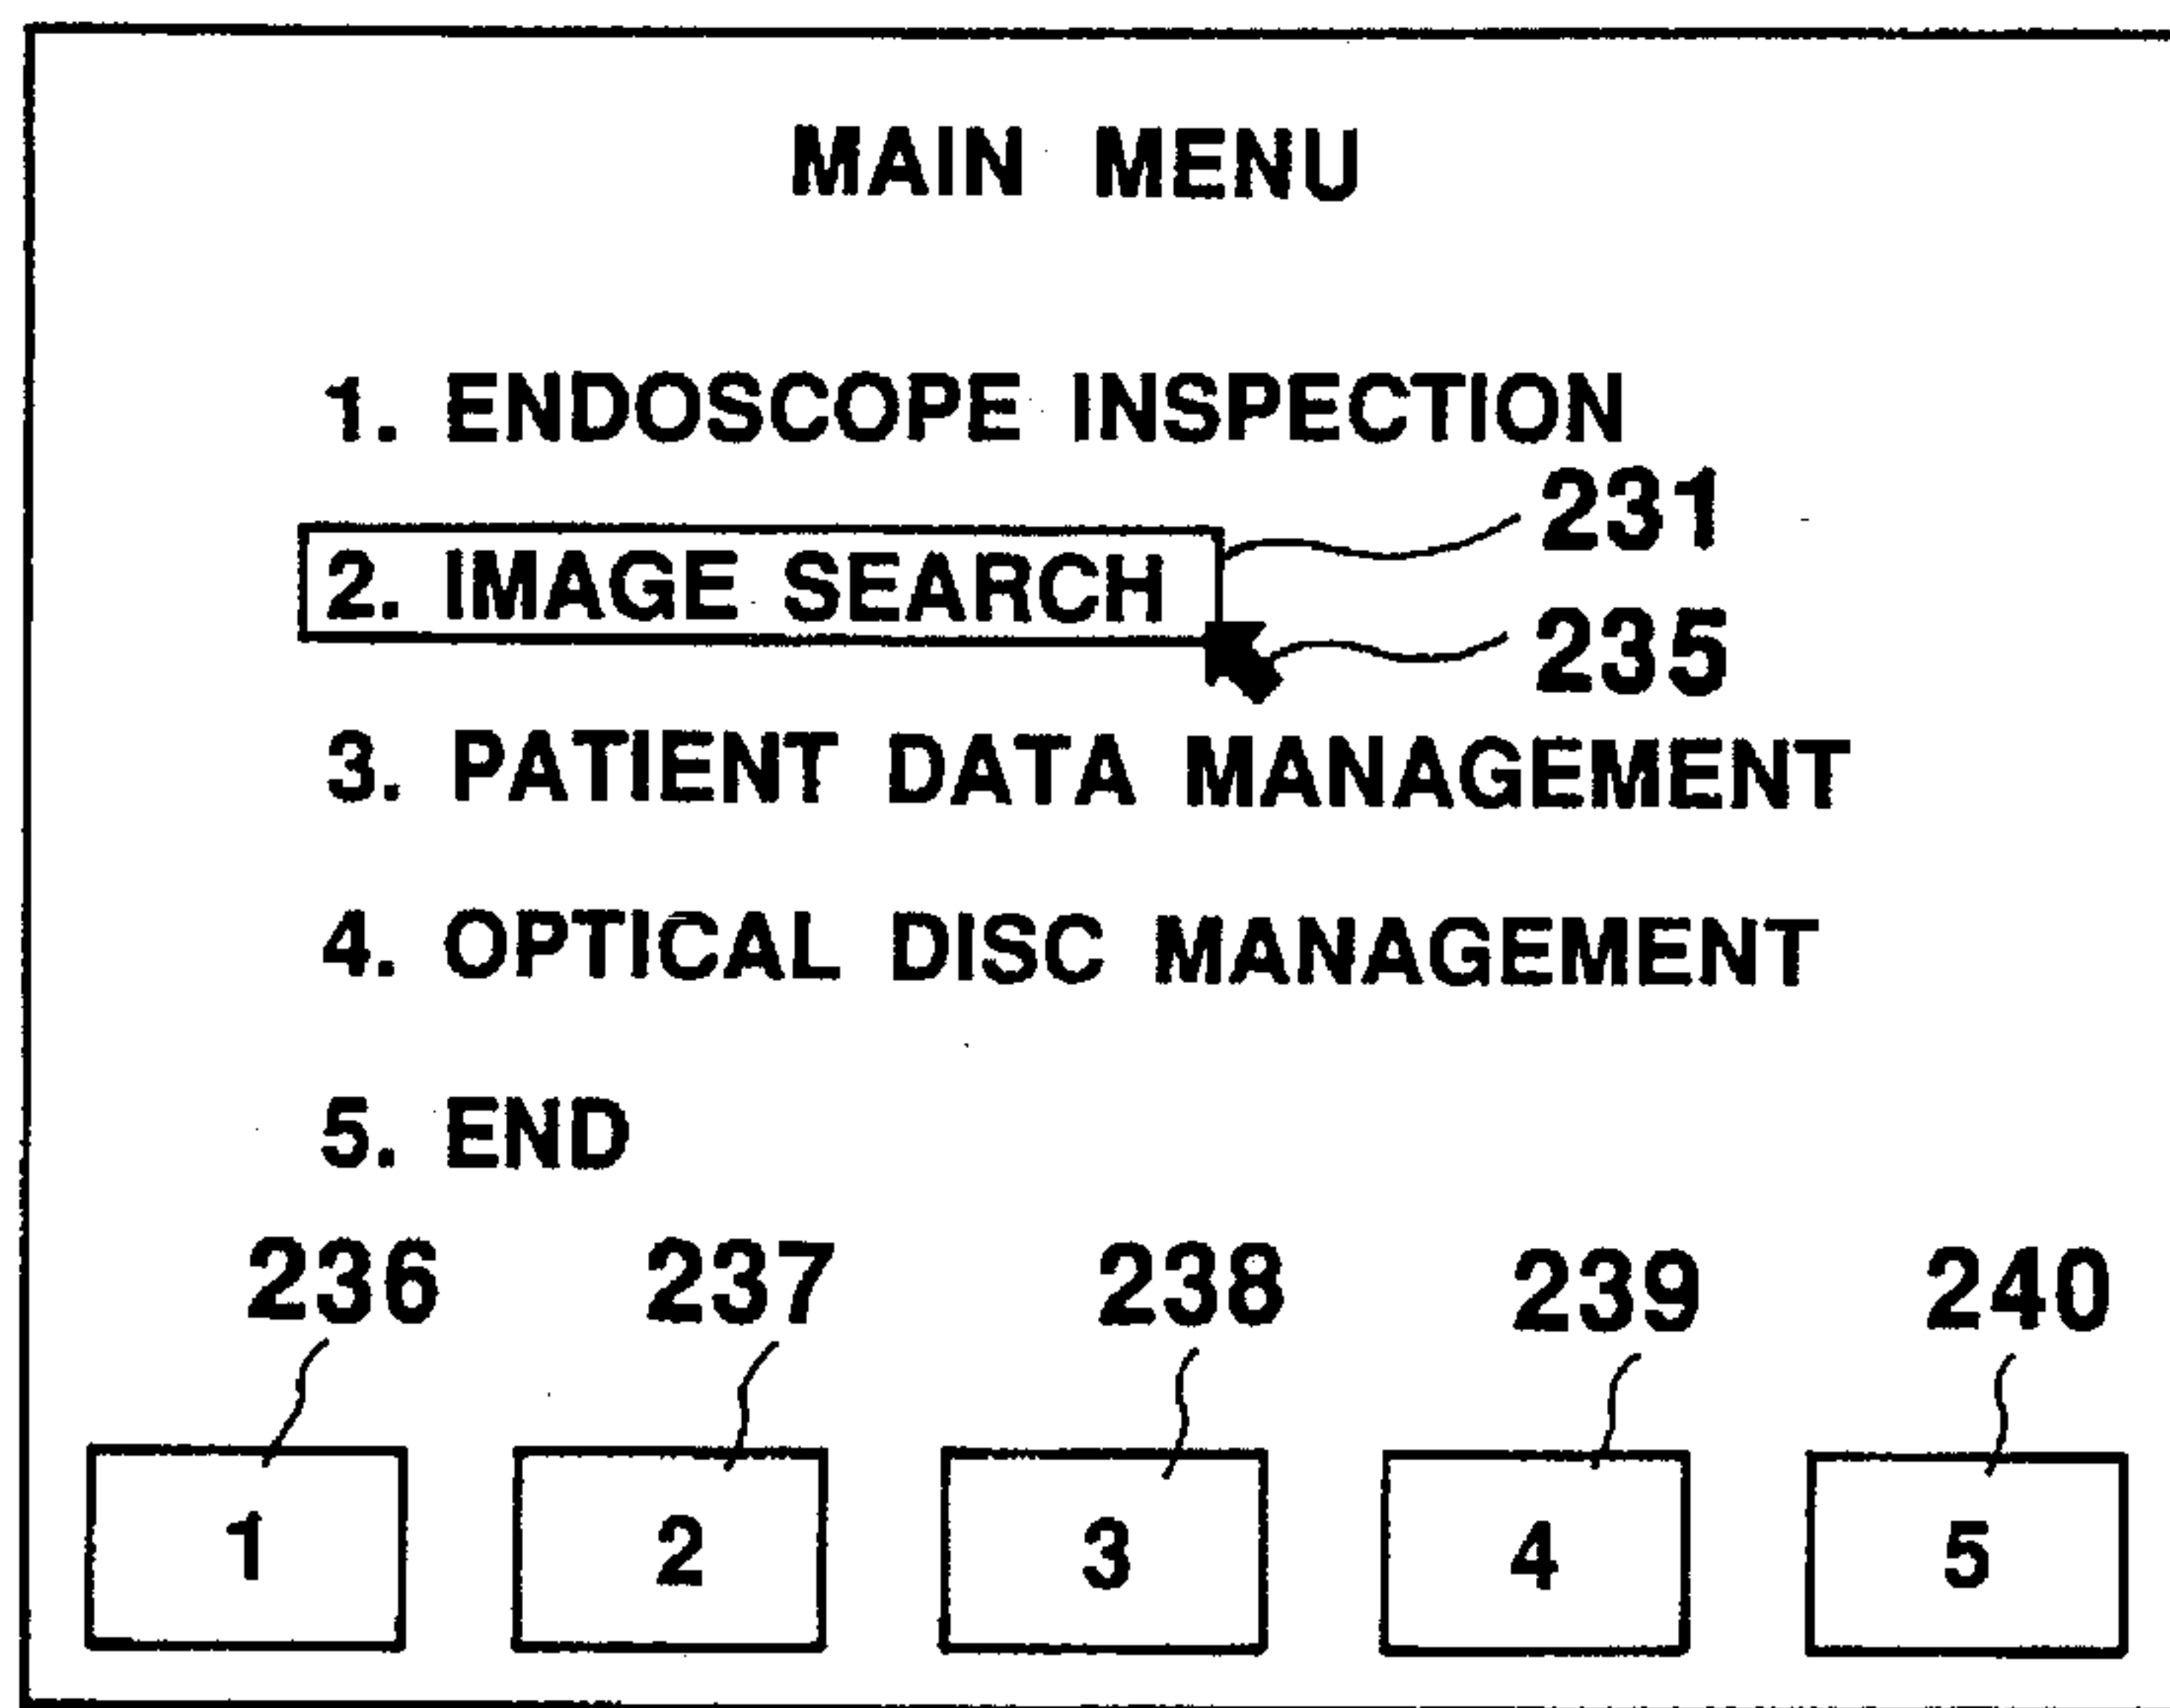 MAIN MENU
1. ENDOSCOPE INSPECTION
231
2. IMAGE SEARCH
235
3. PATIENT DATA MANAGEMENT
4. OPTICAL DISC MANAGEMENT
5. END
236 237 238 239 240
1 2 3 4 5